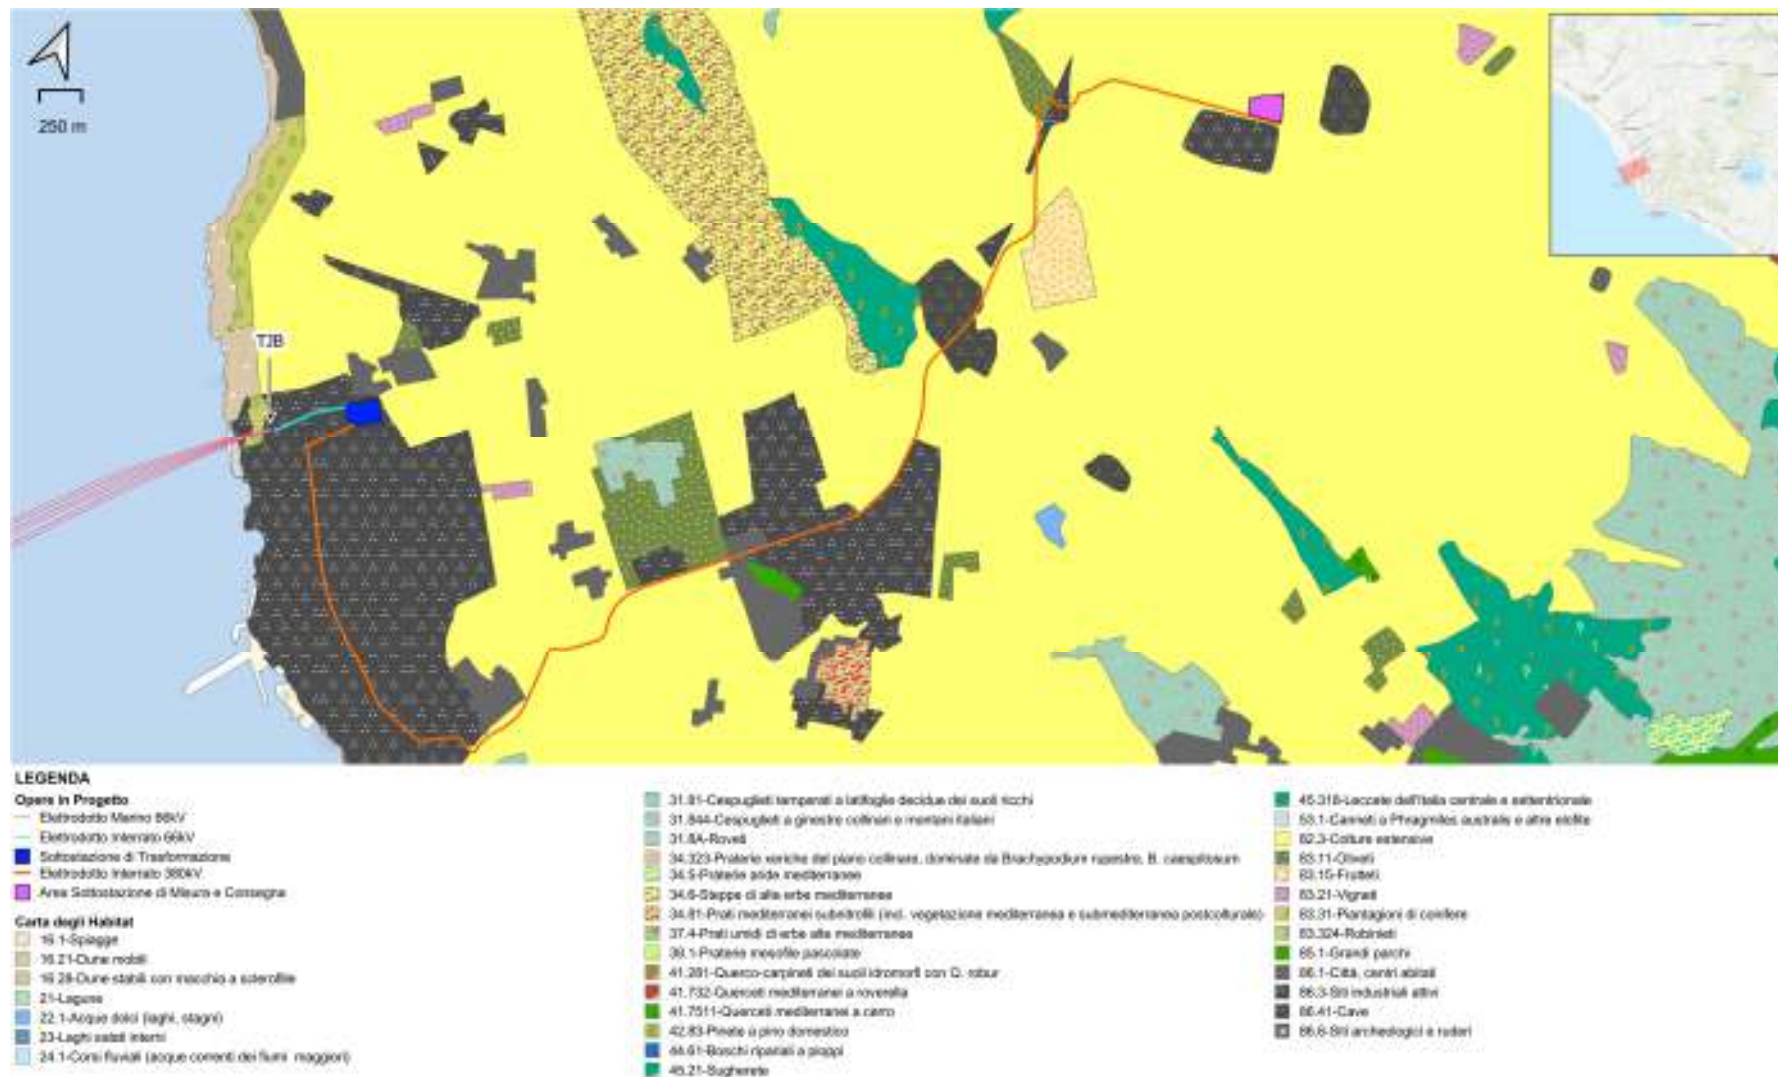 250 m
TJB
LEGENDA
Opere in Progetto
Elettrodotto Marino 66kV
Elettrodotto Interrato 66kV
Sottostazione di Trasformazione
Elettrodotto Interrato 380kV
Area Sottostazione di Misura e Consegna
Carta degli Habitat
16.1-Spiagge
16.21-Dune mobili
16.28-Dune stabili con macchia a sclerofille
21-Lagune
22.1-Acque dolci (laghi, stagni)
23-Laghi salati interni
24.1-Corsi fluviali (acque correnti dei fiumi maggiori)
31.81-Cespuglieti temperati a latifoglie decidue dei suoli ricchi
31.844-Cespuglieti a ginestre collinari e montani italiani
31.8A-Roveti
34.323-Praterie xeriche del piano collinare, dominate da Brachypodium rupestre, B. caespitosum
34.5-Praterie aride mediterranee
34.6-Steppe di alte erbe mediterranee
34.81-Prati mediterranei subnitrofili (incl. vegetazione mediterranea e submediterranea postcolturale)
37.4-Prati umidi di erbe alte mediterranee
38.1-Praterie mesofile pascolate
41.281-Querco-carpineti dei suoli idromorfi con Q. robur
41.732-Querceti mediterranei a roverella
41.7511-Querceti mediterranei a cerro
42.83-Pinete a pino domestico
44.61-Boschi ripariali a pioppi
45.21-Sugherete
45.318-Leccete dell'Italia centrale e settentrionale
53.1-Canneti a Phragmites australis e altre elofite
82.3-Colture estensive
83.11-Oliveti
83.15-Frutteti
83.21-Vigneti
83.31-Piantagioni di conifere
83.324-Robinieti
85.1-Grandi parchi
86.1-Città, centri abitati
86.3-Siti industriali attivi
86.41-Cave
86.6-Siti archeologici e ruderi